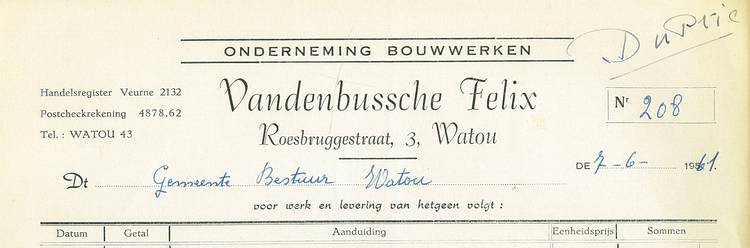 Duplic
ONDERNEMING BOUWWERKEN
Handelsregister Veurne 2132
Postcheckrekening 4878.62
Tel. : WATOU 43
Vandenbussche Felix
Roesbruggestraat, 3, Watou
Nr 208
DE 7-6- 1961.
Dt Gemeente Bestuur Watou
voor werk en levering van hetgeen volgt :
Datum Getal Aanduiding Eenheidsprijs Sommen